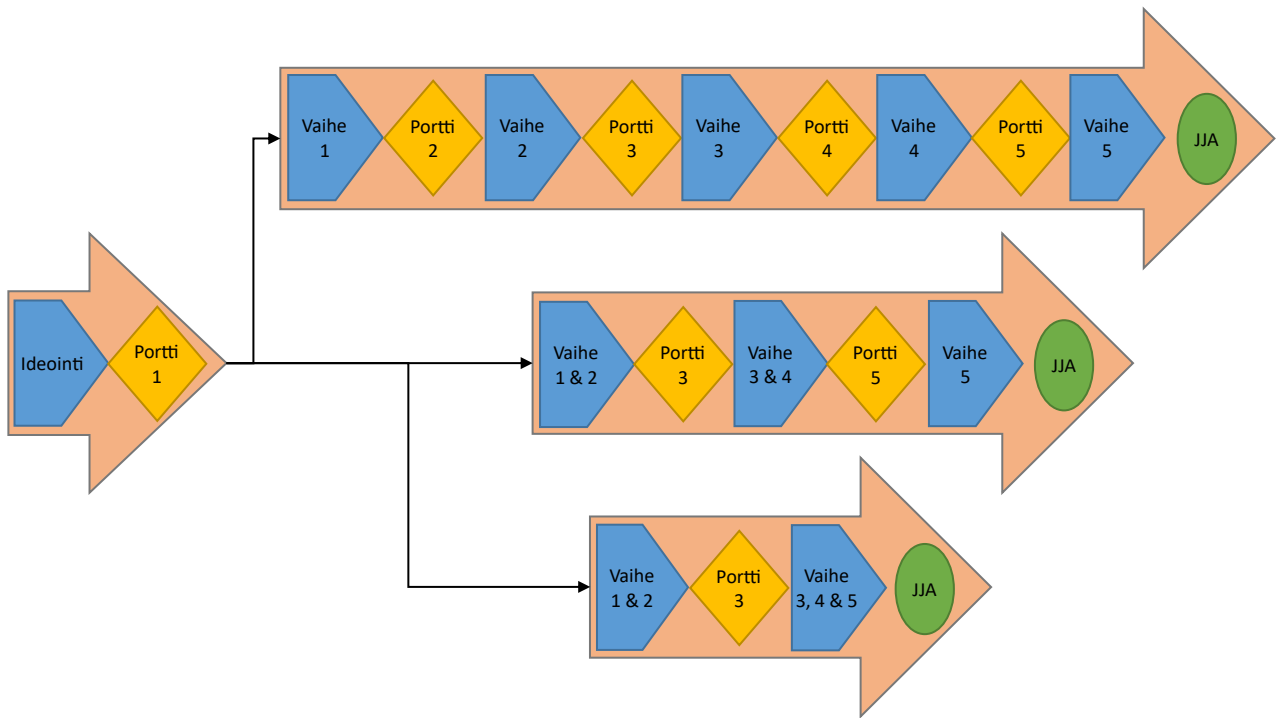 Vaihe
1
Portti
2
Vaihe
2
Portti
3
Vaihe
3
Portti
4
Vaihe
4
Portti
5
Vaihe
5
JJA
Ideointi
Portti
1
Vaihe
1 & 2
Portti
3
Vaihe
3 & 4
Portti
5
Vaihe
5
JJA
Vaihe
1 & 2
Portti
3
Vaihe
3, 4 & 5
JJA